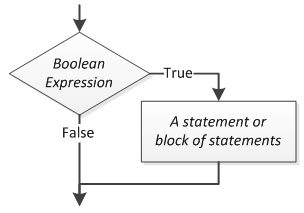 Boolean
Expression
True
A statement or
block of statements
False